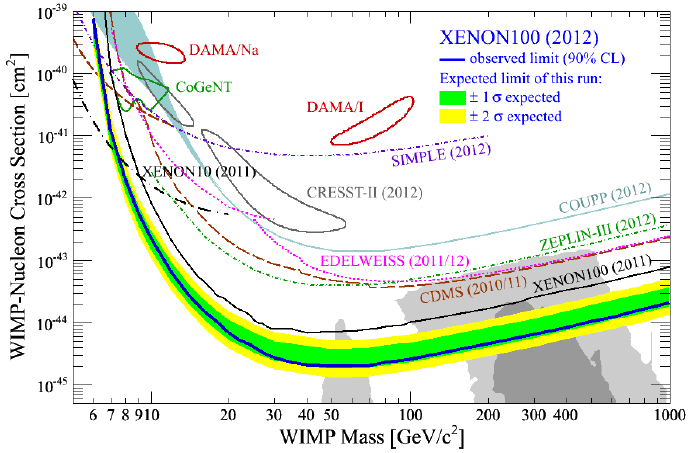 XENON100 (2012)
observed limit (90% CL)
Expected limit of this run:
± 1 σ expected
± 2 σ expected
DAMA/Na
CoGeNT
DAMA/I
SIMPLE (2012)
XENON10 (2011)
CRESST-II (2012)
COUPP (2012)
ZEPLIN-III (2012)
EDELWEISS (2011/12)
CDMS (2010/11)
XENON100 (2011)
WIMP-Nucleon Cross Section [cm²]
10⁻³⁹
10⁻⁴⁰
10⁻⁴¹
10⁻⁴²
10⁻⁴³
10⁻⁴⁴
10⁻⁴⁵
6 7 8 910 20 30 40 50 100 200 300 400 1000
WIMP Mass [GeV/c²]